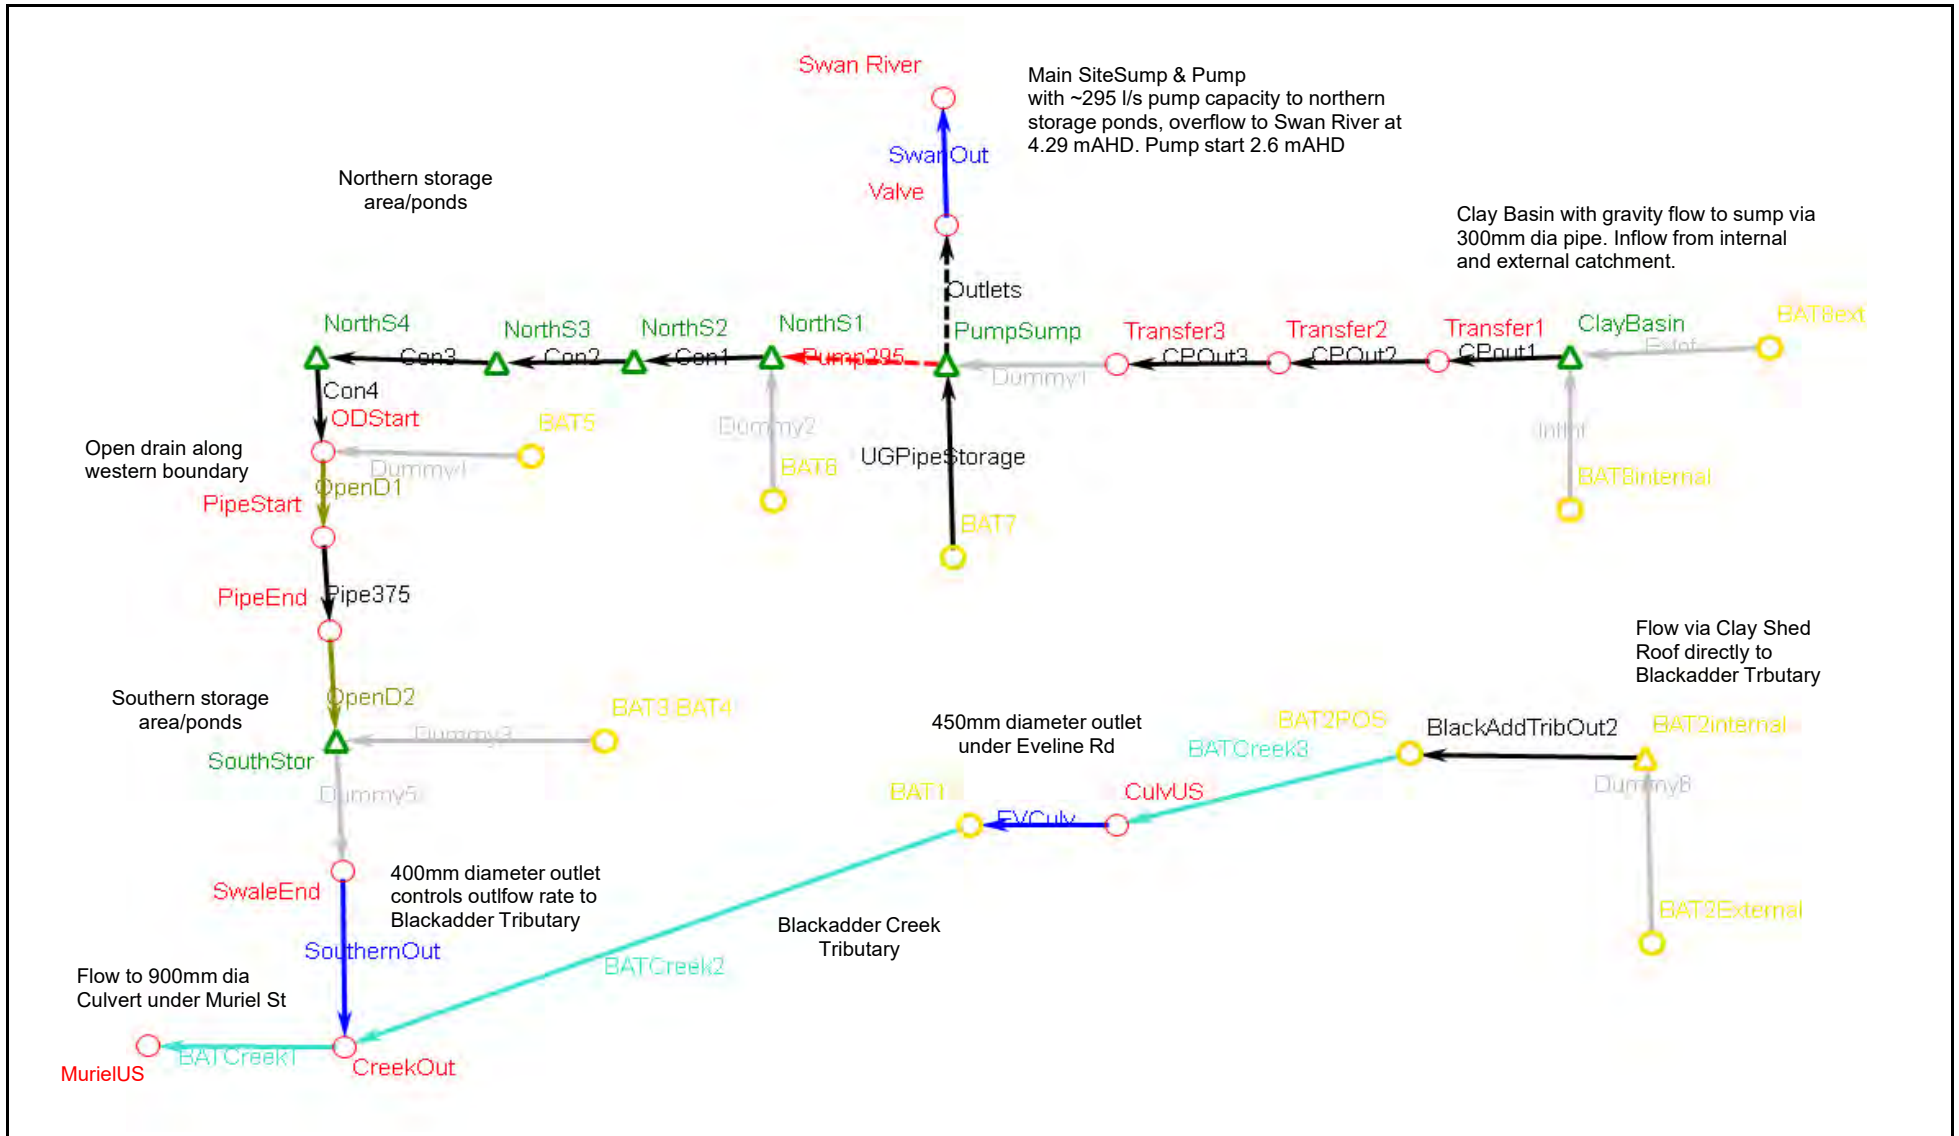 Swan River
Main SiteSump & Pump
with ~295 l/s pump capacity to northern
storage ponds, overflow to Swan River at
4.29 mAHD. Pump start 2.6 mAHD
SwanOut
Northern storage
area/ponds
Valve
Clay Basin with gravity flow to sump via
300mm dia pipe. Inflow from internal
and external catchment.
Outlets
NorthS4
NorthS3
NorthS2
NorthS1
PumpSump
Transfer3
Transfer2
Transfer1
ClayBasin
BAT8ext
Con3
Con2
Con1
Pump295
Dummy1
CPOut3
CPOut2
CPout1
Extnf
Con4
ODStart
BAT5
Dummy2
Open drain along
western boundary
Dummy4
UGPipeStorage
BAT6
BAT8internal
OpenD1
PipeStart
BAT7
PipeEnd
Pipe375
Flow via Clay Shed
Roof directly to
Blackadder Trbutary
Southern storage
area/ponds
OpenD2
BAT3 BAT4
Dummy3
450mm diameter outlet
under Eveline Rd
BAT2POS
BlackAddTribOut2
BAT2internal
SouthStor
BATCreek3
Dummy5
Dummy6
BAT1
CulvUS
EVCulv
SwaleEnd
400mm diameter outlet
controls outlfow rate to
Blackadder Tributary
BAT2External
Blackadder Creek
Tributary
SouthernOut
BATCreek2
Flow to 900mm dia
Culvert under Muriel St
BATCreek1
MurielUS
CreekOut